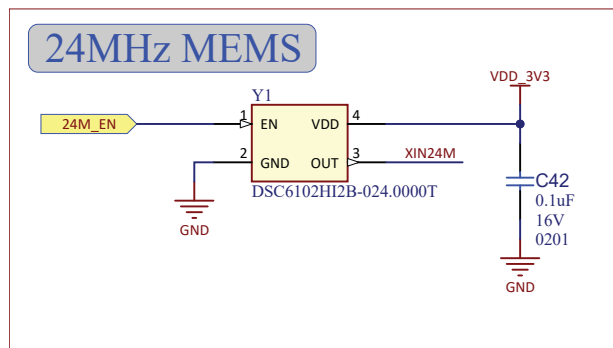 24MHz MEMS
VDD_3V3
Y1
24M_EN
1
EN
VDD
4
2
GND
OUT
3
XIN24M
DSC6102HI2B-024.0000T
GND
C42
0.1uF
16V
0201
GND